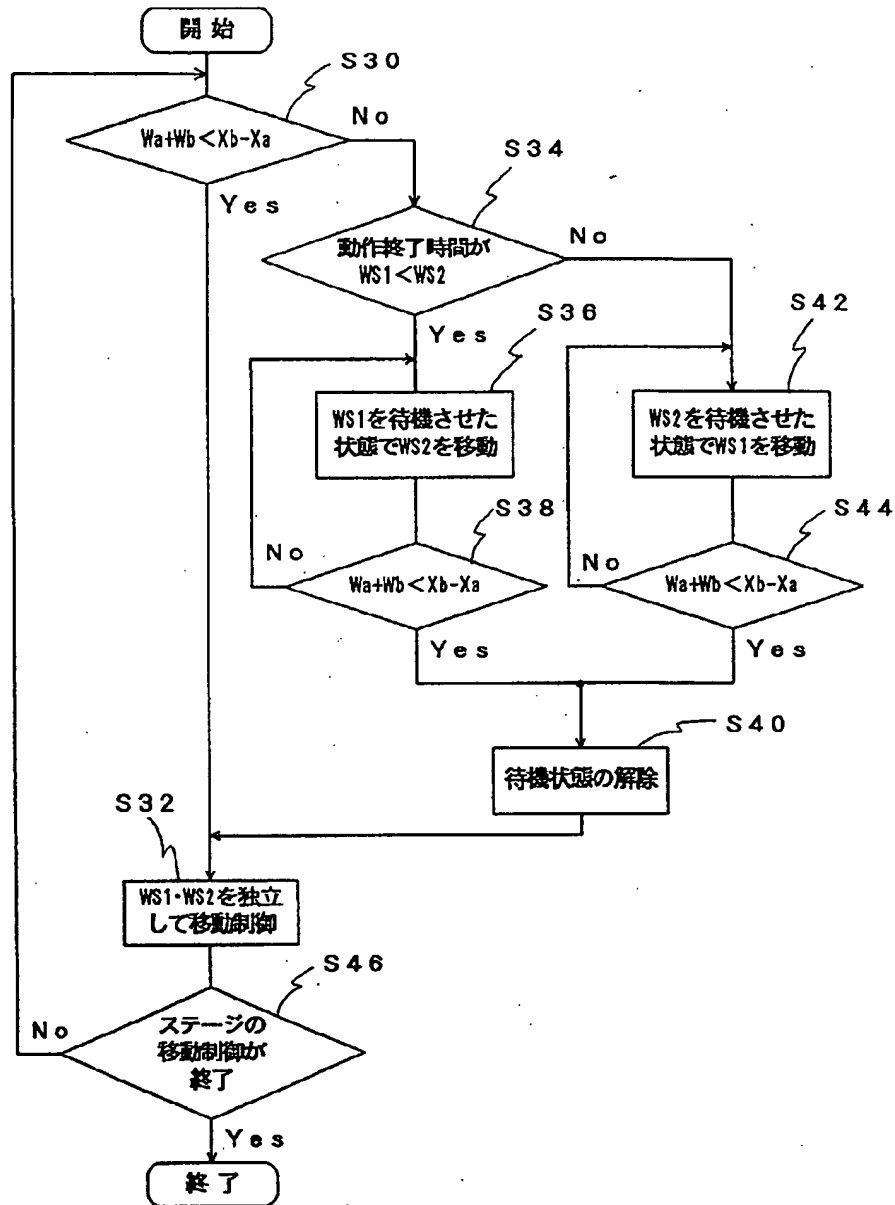 開始
S30
Wa+Wb<Xb-Xa
No
Yes
S34
動作終了時間が
WS1<WS2
No
Yes
S36
WS1を待機させた
状態でWS2を移動
S42
WS2を待機させた
状態でWS1を移動
S38
Wa+Wb<Xb-Xa
No
Yes
S44
Wa+Wb<Xb-Xa
No
Yes
S40
待機状態の解除
S32
WS1・WS2を独立
して移動制御
S46
ステージの
移動制御が
終了
No
Yes
終了